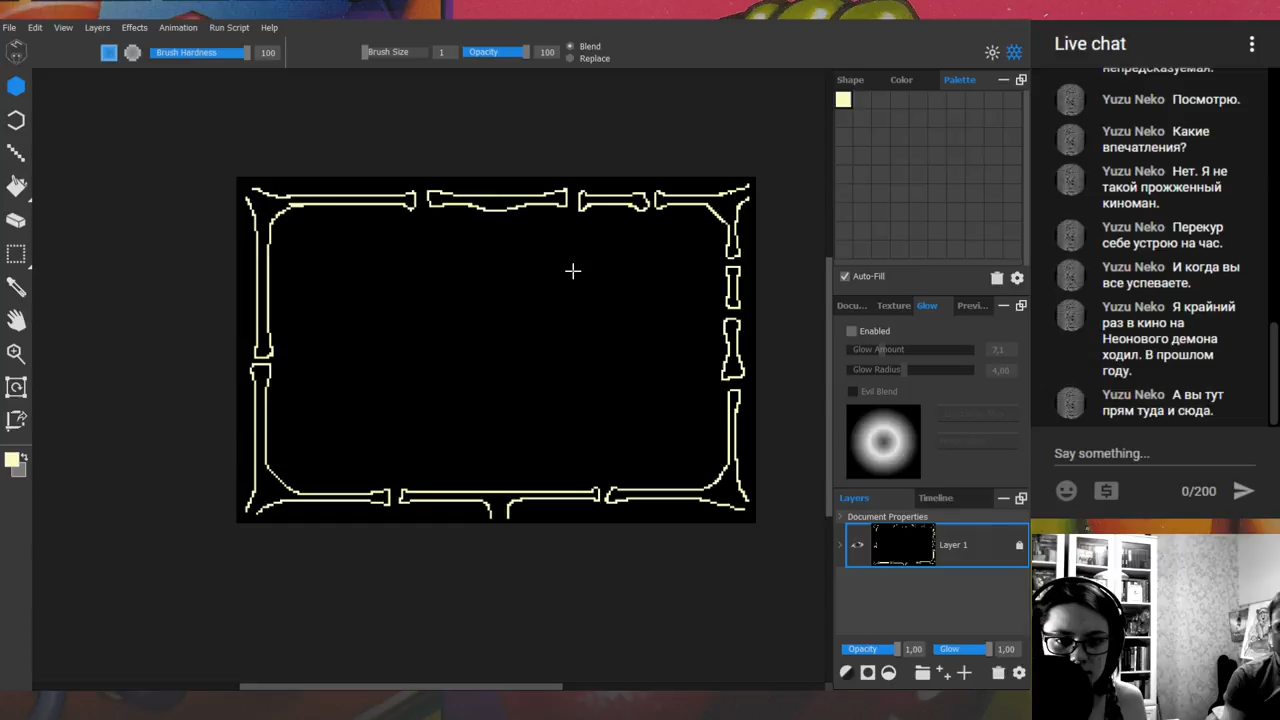 File Edit View Layers Effects Animation Run Script Help
Brush Hardness 100 Brush Size 1 Opacity 100 Blend
Replace
Shape Color Palette
Auto-Fill
Docu... Texture Glow Previ...
Enabled
Glow Amount 7,1
Glow Radius 4,00
Evil Blend
Layers Timeline
Document Properties
Layer 1
Opacity 1,00 Glow 1,00
Live chat
непредсказуемая.
Yuzu Neko Посмотрю.
Yuzu Neko Какие
впечатления?
Yuzu Neko Нет. Я не
такой прожженный
киноман.
Yuzu Neko Перекур
себе устрою на час.
Yuzu Neko И когда вы
все успеваете.
Yuzu Neko Я крайний
раз в кино на
Неонового демона
ходил. В прошлом
году.
Yuzu Neko А вы тут
прям туда и сюда.
Say something...
0/200